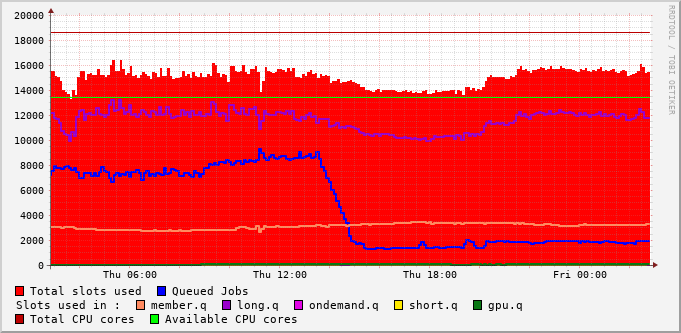 20000
18000
16000
14000
12000
10000
8000
6000
4000
2000
0
Thu 06:00 Thu 12:00 Thu 18:00 Fri 00:00
RRDTOOL / TOBI OETIKER
Total slots used Queued Jobs
Slots used in : member.q long.q ondemand.q short.q gpu.q
Total CPU cores Available CPU cores